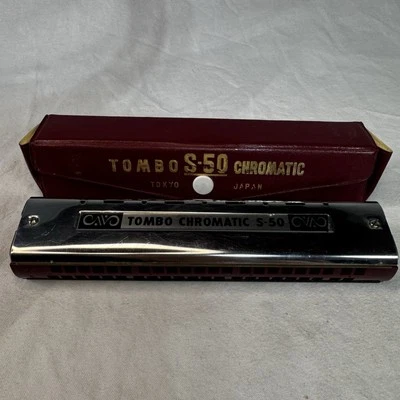 TOMBO S-50 CHROMATIC
TOKYO JAPAN
TOMBO CHROMATIC S-50